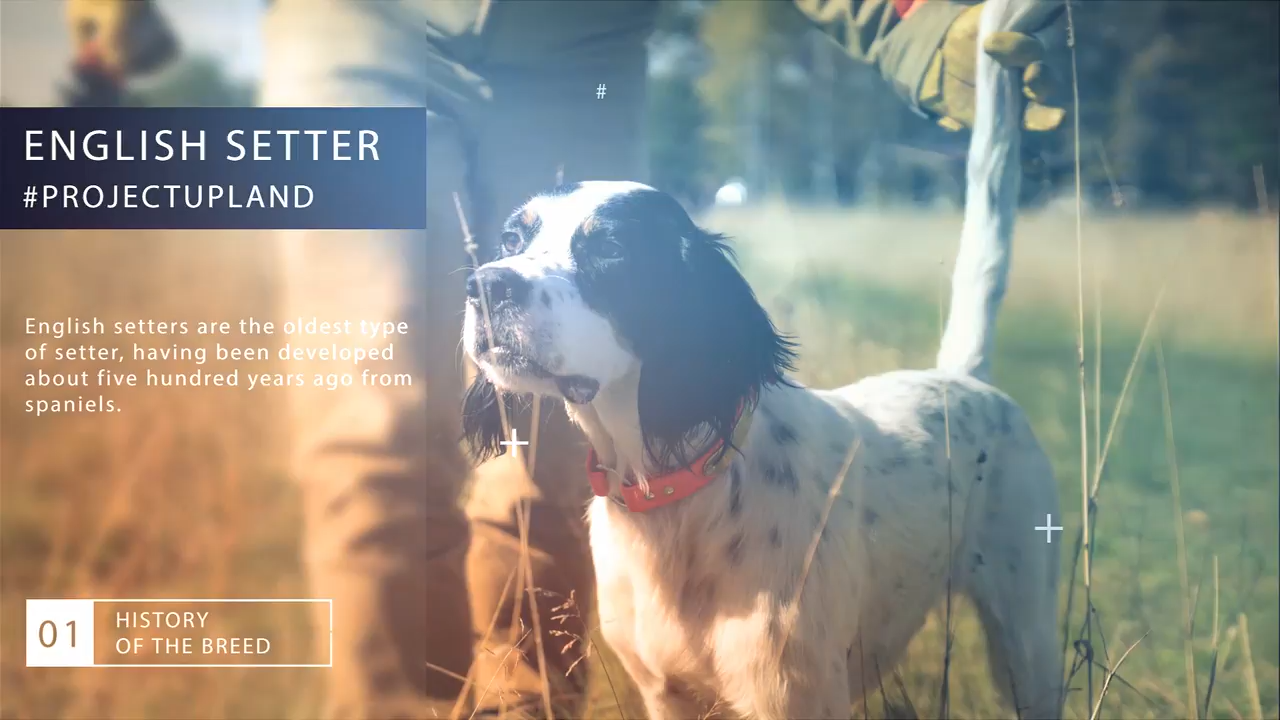 #
ENGLISH SETTER
#PROJECTUPLAND
English setters are the oldest type
of setter, having been developed
about five hundred years ago from
spaniels.
01
HISTORY
OF THE BREED